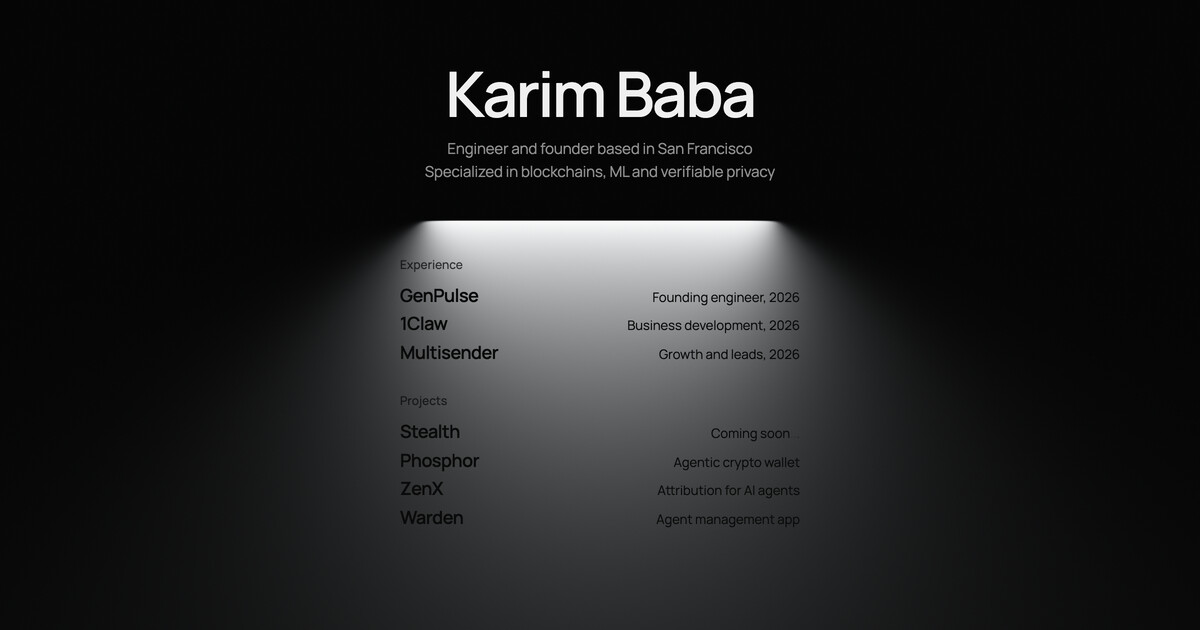 Karim Baba
Engineer and founder based in San Francisco
Specialized in blockchains, ML and verifiable privacy
Experience
GenPulse Founding engineer, 2026
1Claw Business development, 2026
Multisender Growth and leads, 2026
Projects
Stealth Coming soon
Phosphor Agentic crypto wallet
ZenX Attribution for AI agents
Warden Agent management app